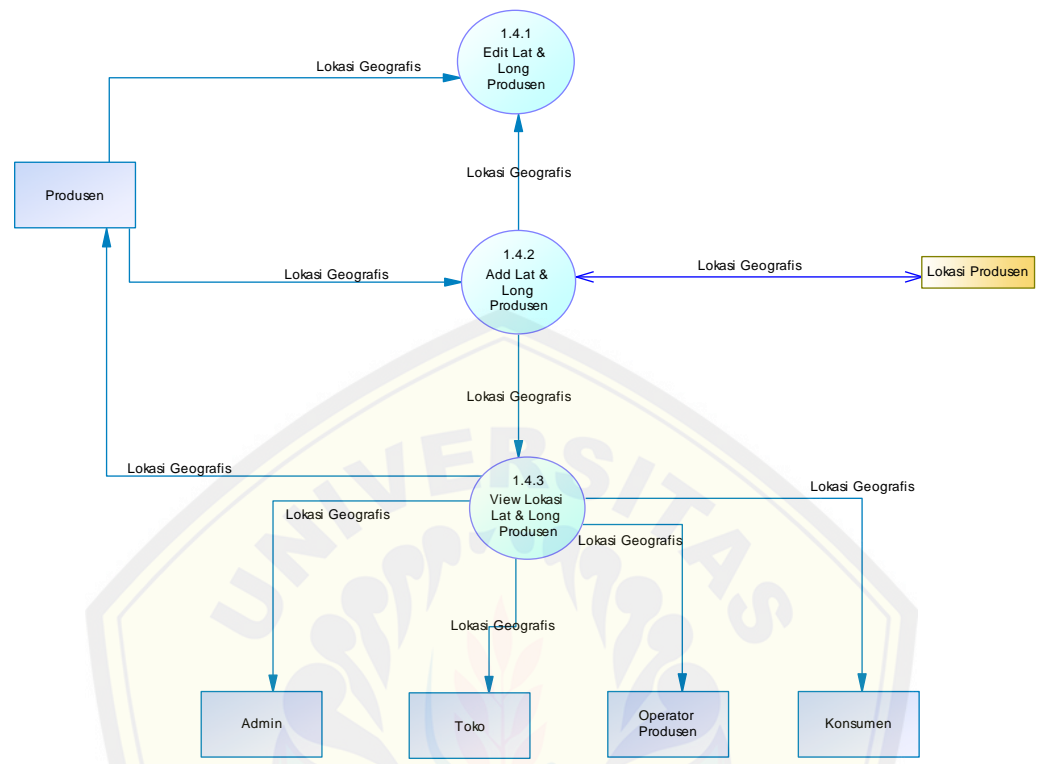 1.4.1
Edit Lat &
Long
Produsen
Lokasi Geografis
Lokasi Geografis
Produsen
1.4.2
Add Lat &
Long
Produsen
Lokasi Geografis
Lokasi Geografis
Lokasi Produsen
Lokasi Geografis
UNIVERSITAS
Lokasi Geografis
1.4.3
View Lokasi
Lat & Long
Produsen
Lokasi Geografis
Lokasi Geografis
Lokasi Geografis
Lokasi Geografis
Admin
Toko
Operator
Produsen
Konsumen